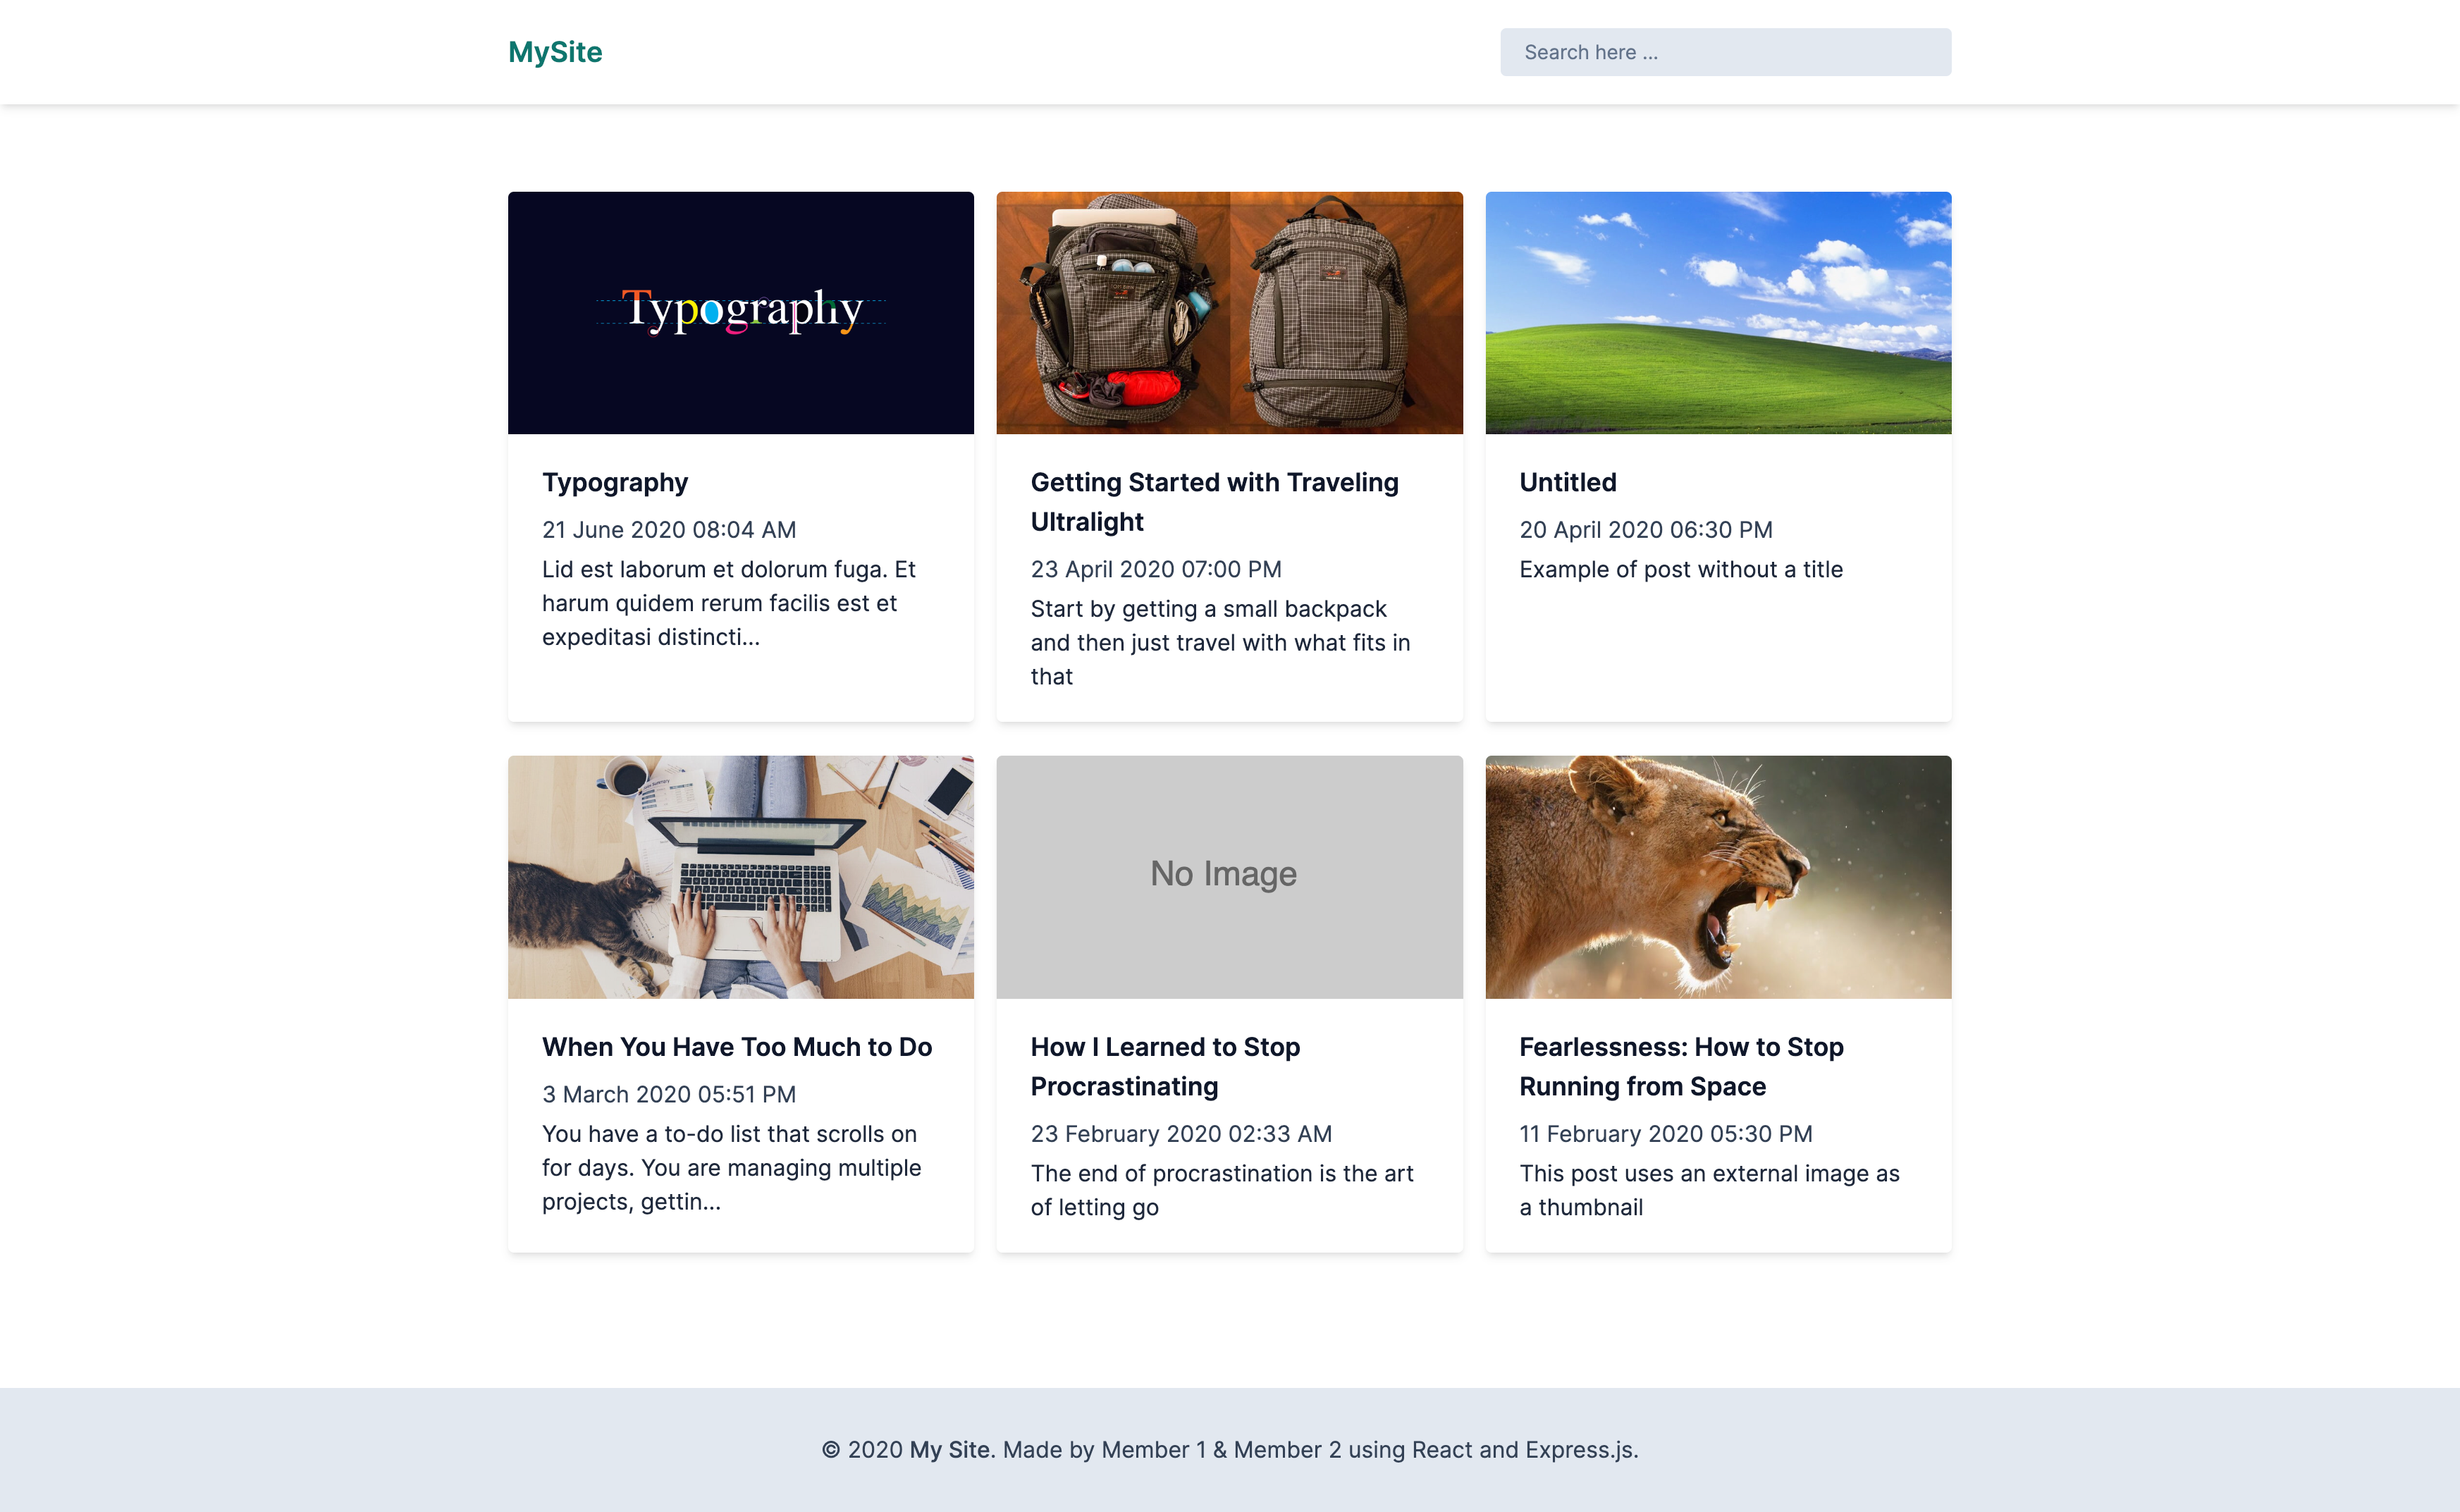 MySite
Search here ...
Typography
Typography
21 June 2020 08:04 AM
Lid est laborum et dolorum fuga. Et
harum quidem rerum facilis est et
expeditasi distincti...
Getting Started with Traveling
Ultralight
23 April 2020 07:00 PM
Start by getting a small backpack
and then just travel with what fits in
that
Untitled
20 April 2020 06:30 PM
Example of post without a title
When You Have Too Much to Do
3 March 2020 05:51 PM
You have a to-do list that scrolls on
for days. You are managing multiple
projects, gettin...
No Image
How I Learned to Stop
Procrastinating
23 February 2020 02:33 AM
The end of procrastination is the art
of letting go
Fearlessness: How to Stop
Running from Space
11 February 2020 05:30 PM
This post uses an external image as
a thumbnail
© 2020 My Site. Made by Member 1 & Member 2 using React and Express.js.